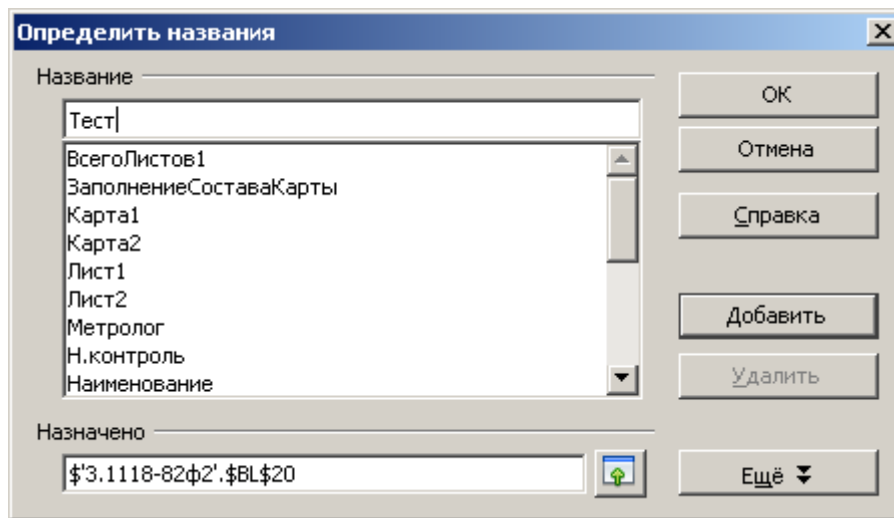 Определить названия
Название
Тест
ВсегоЛистов1
ЗаполнениеСоставаКарты
Карта1
Карта2
Лист1
Лист2
Метролог
Н.контроль
Наименование
Назначено
$'3.1118-82ф2'.$BL$20
ОК
Отмена
Справка
Добавить
Удалить
Ещё